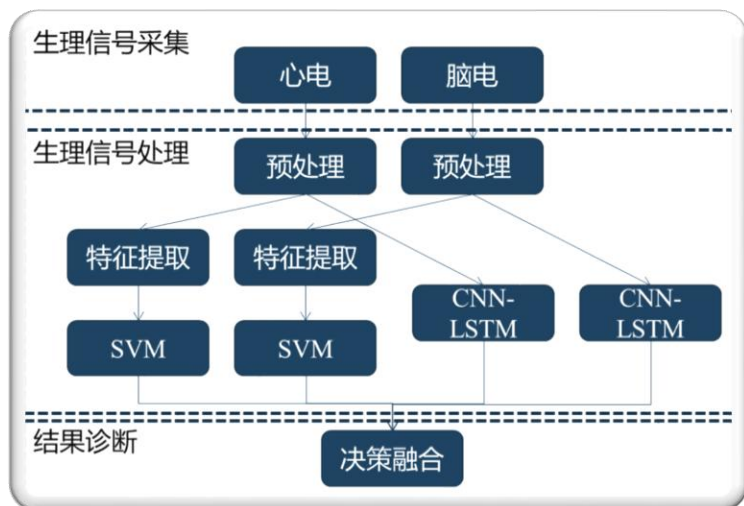 生理信号采集
心电
脑电
生理信号处理
预处理
预处理
特征提取
特征提取
CNN-
LSTM
CNN-
LSTM
SVM
SVM
结果诊断
决策融合